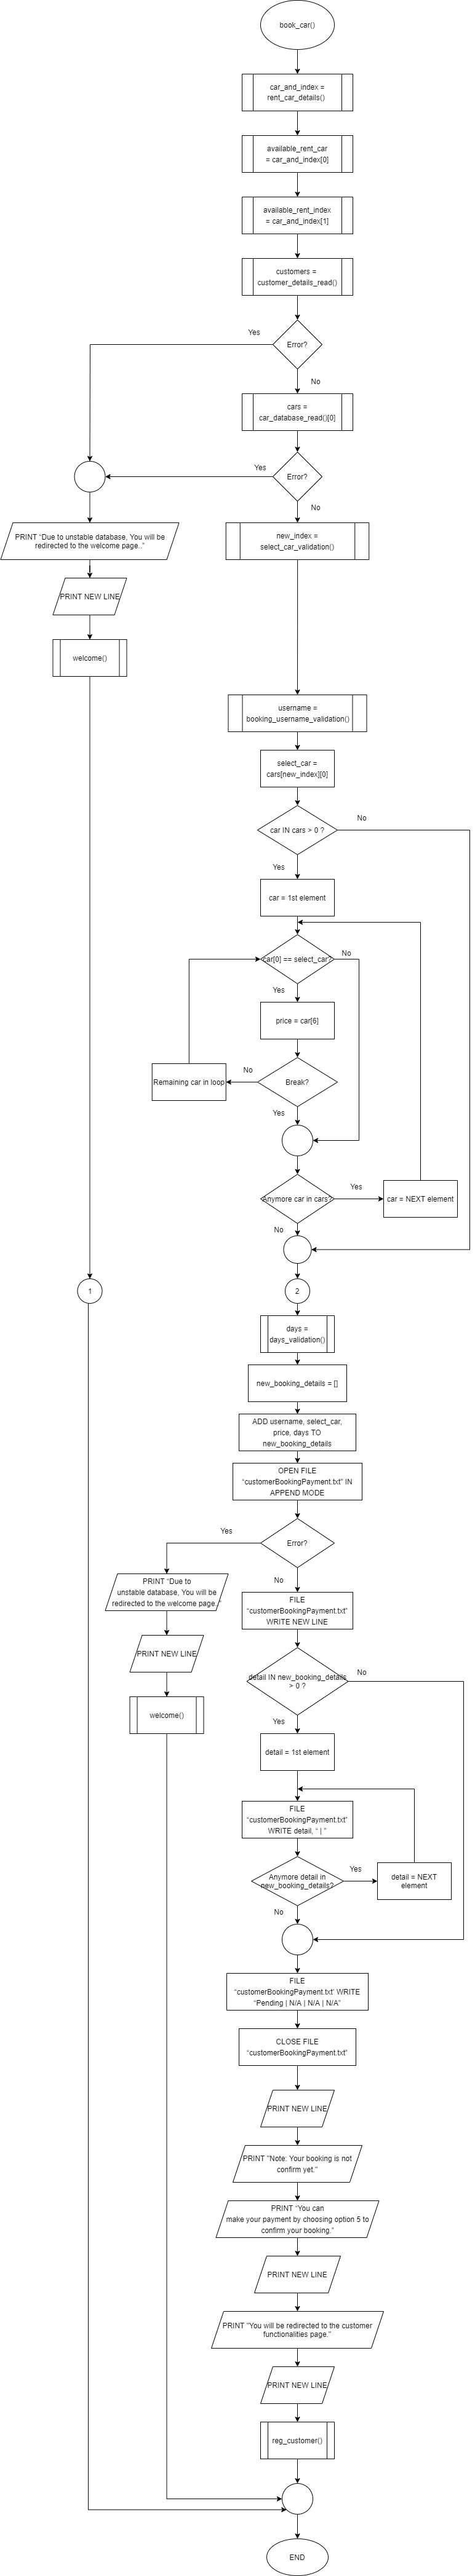 book_car()
car_and_index =
rent_car_details()
available_rent_car
= car_and_index[0]
available_rent_index
= car_and_index[1]
customers =
customer_details_read()
Yes
Error?
No
cars =
car_database_read()[0]
Yes
Error?
No
PRINT “Due to unstable database, You will be
redirected to the welcome page..”
new_index =
select_car_validation()
PRINT NEW LINE
welcome()
username =
booking_username_validation()
select_car =
cars[new_index][0]
No
car IN cars > 0 ?
Yes
car = 1st element
No
car[0] == select_car?
Yes
price = car[6]
No
Remaining car in loop
Break?
Yes
Yes
Anymore car in cars?
car = NEXT element
No
1
2
days =
days_validation()
new_booking_details = []
ADD username, select_car,
price, days TO
new_booking_details
OPEN FILE
“customerBookingPayment.txt” IN
APPEND MODE
Yes
Error?
No
PRINT “Due to
unstable database, You will be
redirected to the welcome page..”
FILE
“customerBookingPayment.txt”
WRITE NEW LINE
PRINT NEW LINE
No
detail IN new_booking_details
> 0 ?
welcome()
Yes
detail = 1st element
FILE
“customerBookingPayment.txt”
WRITE detail, “ | ”
Yes
Anymore detail in
new_booking_details?
detail = NEXT
element
No
FILE
“customerBookingPayment.txt’ WRITE
“Pending | N/A | N/A | N/A”
CLOSE FILE
“customerBookingPayment.txt”
PRINT NEW LINE
PRINT "Note: Your booking is not
confirm yet."
PRINT “You can
make your payment by choosing option 5 to
confirm your booking.”
PRINT NEW LINE
PRINT "You will be redirected to the customer
functionalities page."
PRINT NEW LINE
reg_customer()
END